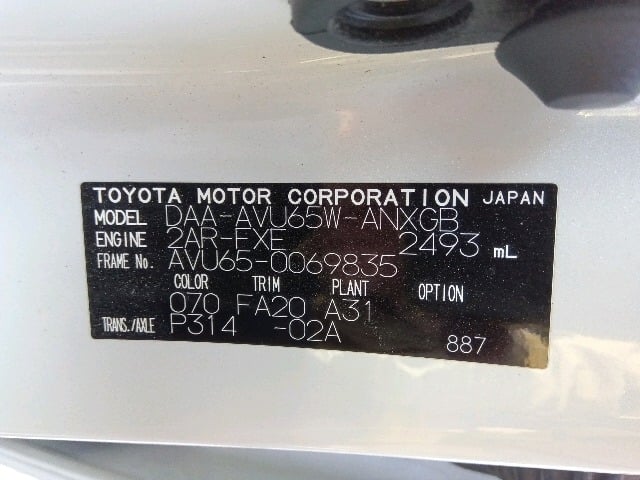 TOYOTA MOTOR CORPORATION JAPAN
MODEL DAA-AVU65W-ANXGB
ENGINE 2AR-FXE 2493 mL
FRAME No. AVU65-0069835
COLOR TRIM PLANT OPTION
070 FA20 A31
TRANS./AXLE P314 -02A
887